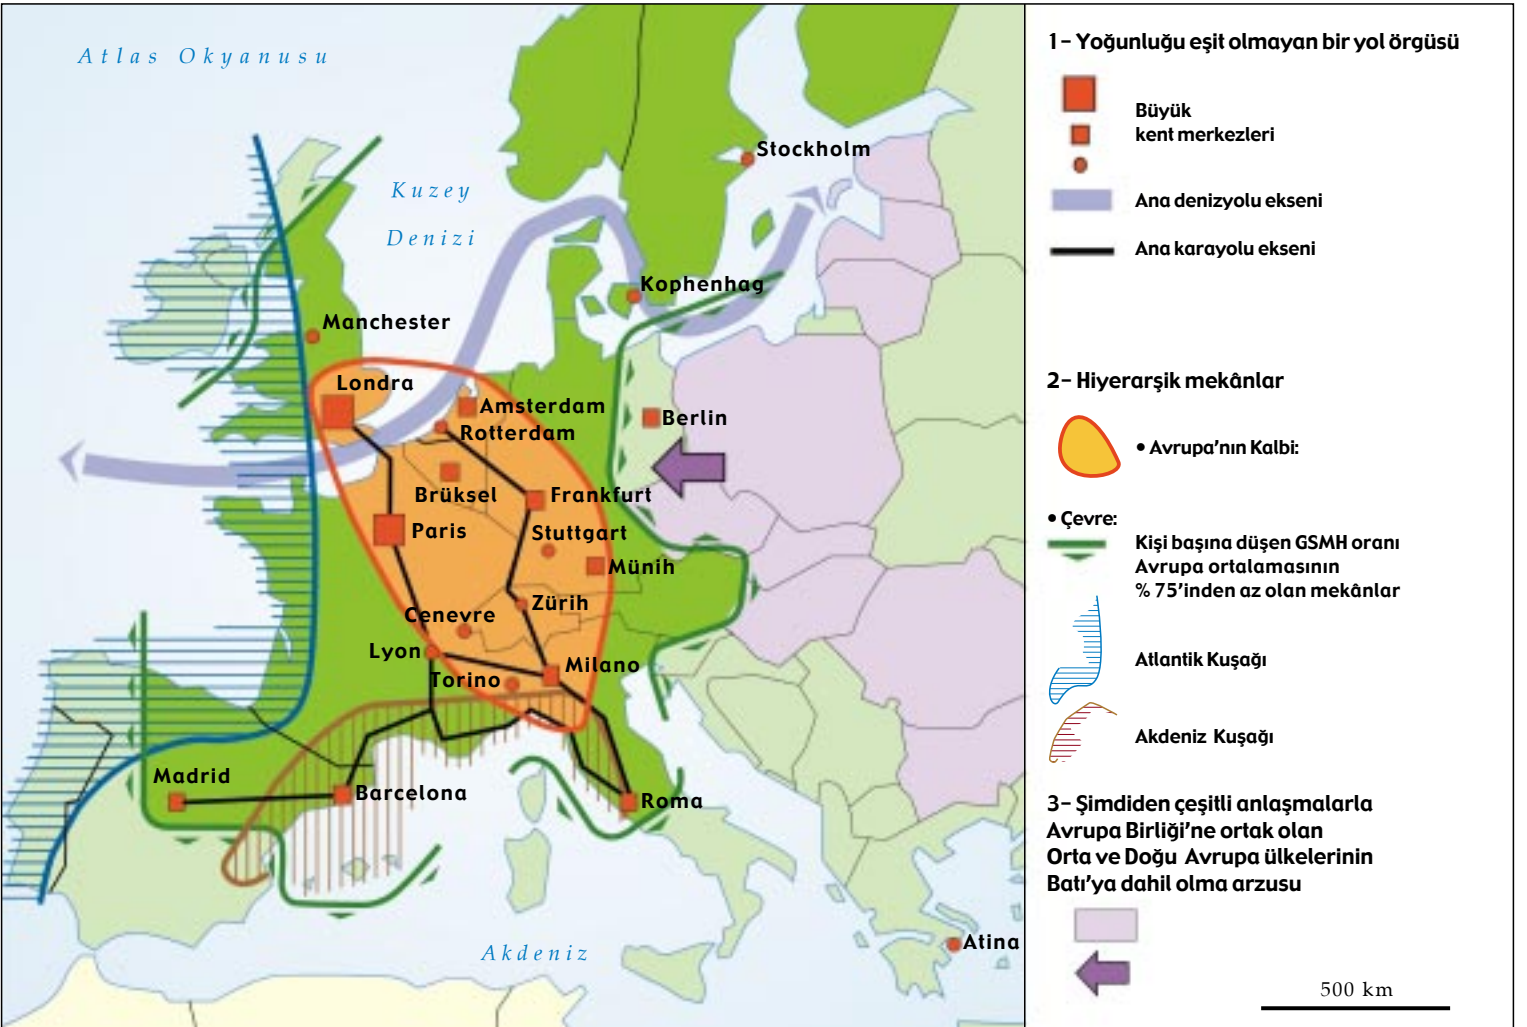 Atlas Okyanusu
Stockholm
Kuzey
Denizi
Kophenhag
Manchester
Londra
Amsterdam
Rotterdam
Berlin
Brüksel
Frankfurt
Paris
Stuttgart
Münih
Cenevre
Zürih
Lyon
Milano
Torino
Madrid
Barcelona
Roma
Akdeniz
Atina
1- Yoğunluğu eşit olmayan bir yol örgüsü
Büyük
kent merkezleri
Ana denizyolu ekseni
Ana karayolu ekseni
2- Hiyerarşik mekânlar
• Avrupa'nın Kalbi:
• Çevre:
Kişi başına düşen GSMH oranı
Avrupa ortalamasının
% 75'inden az olan mekânlar
Atlantik Kuşağı
Akdeniz Kuşağı
3- Şimdiden çeşitli anlaşmalarla
Avrupa Birliği'ne ortak olan
Orta ve Doğu Avrupa ülkelerinin
Batı'ya dahil olma arzusu
500 km